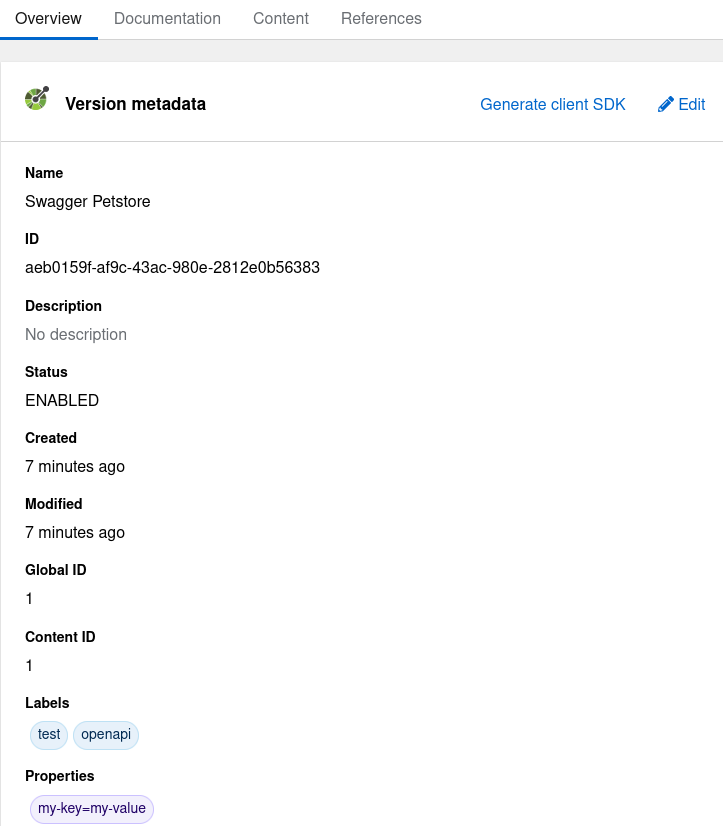 Overview Documentation Content References
Version metadata Generate client SDK Edit
Name
Swagger Petstore
ID
aeb0159f-af9c-43ac-980e-2812e0b56383
Description
No description
Status
ENABLED
Created
7 minutes ago
Modified
7 minutes ago
Global ID
1
Content ID
1
Labels
test openapi
Properties
my-key=my-value